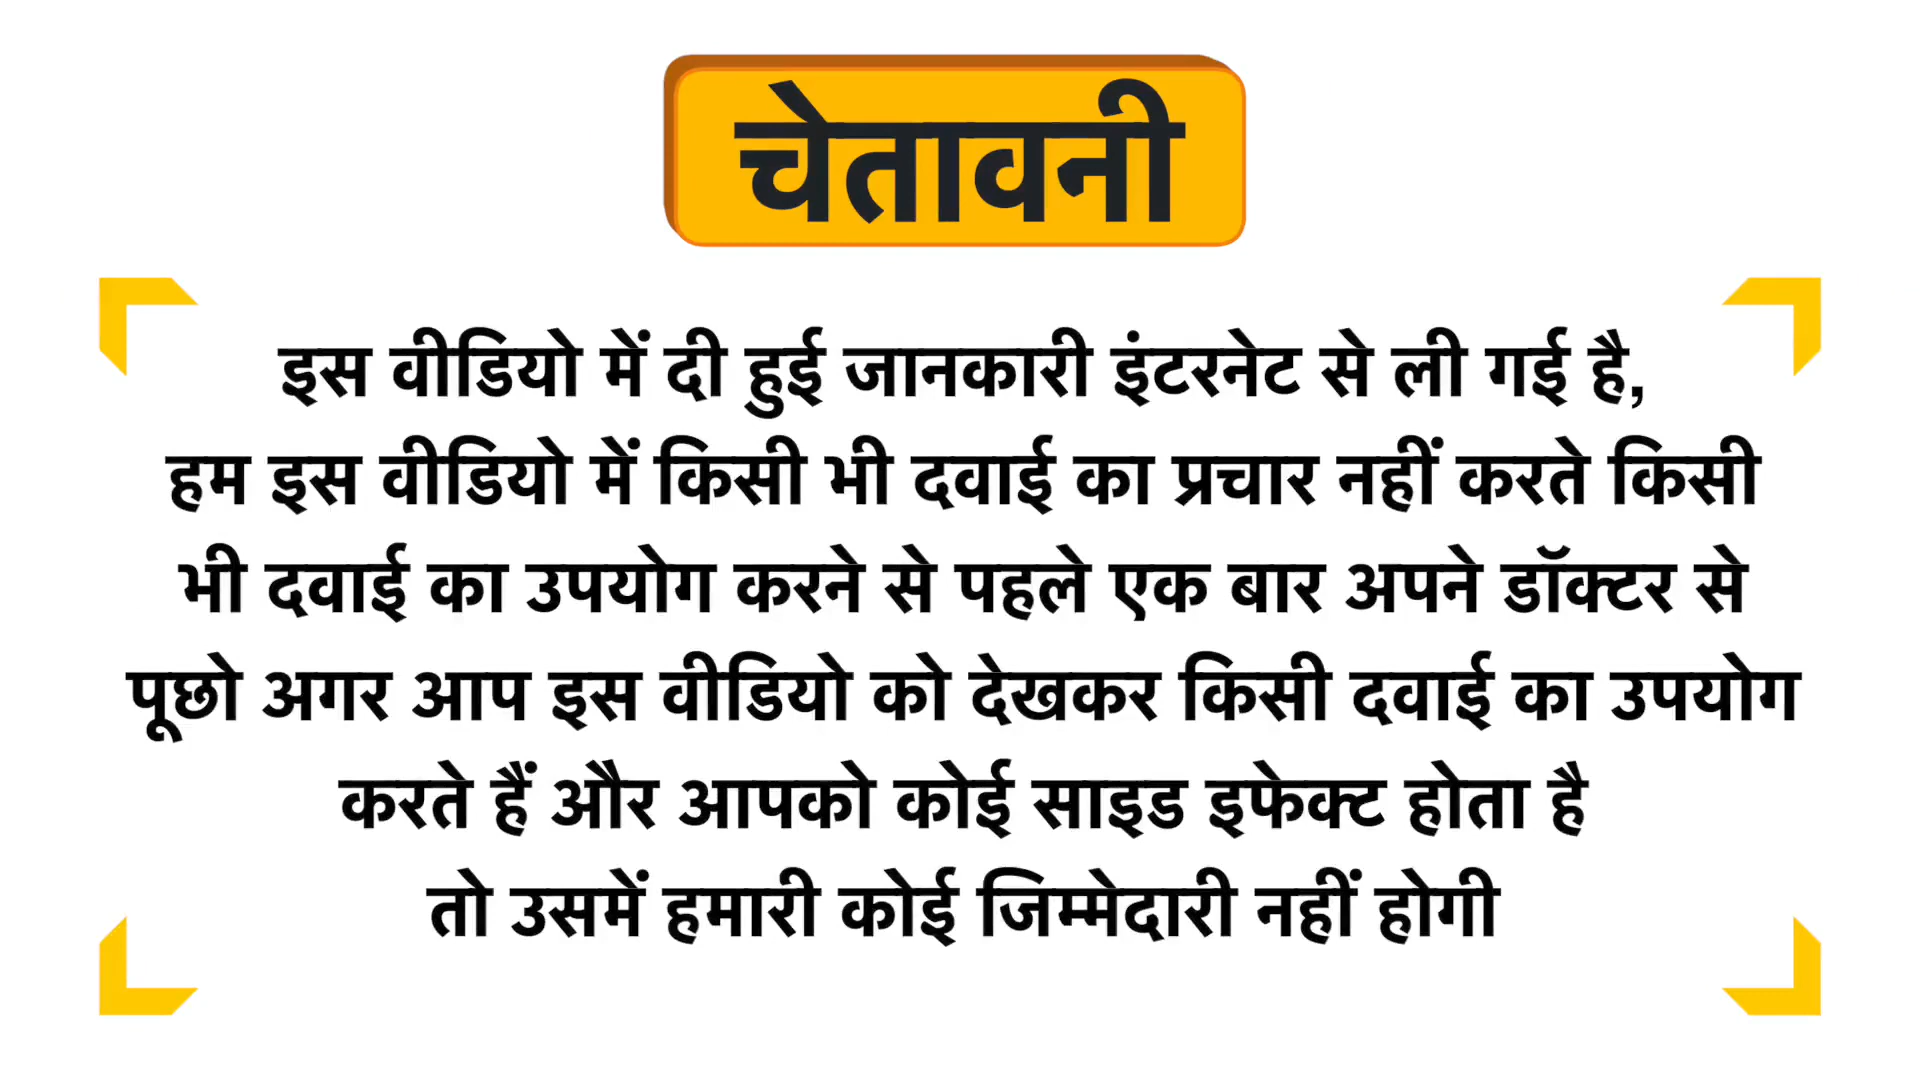 चेतावनी
इस वीडियो में दी हुई जानकारी इंटरनेट से ली गई है,
हम इस वीडियो में किसी भी दवाई का प्रचार नहीं करते किसी
भी दवाई का उपयोग करने से पहले एक बार अपने डॉक्टर से
पूछो अगर आप इस वीडियो को देखकर किसी दवाई का उपयोग
करते हैं और आपको कोई साइड इफेक्ट होता है
तो उसमें हमारी कोई जिम्मेदारी नहीं होगी